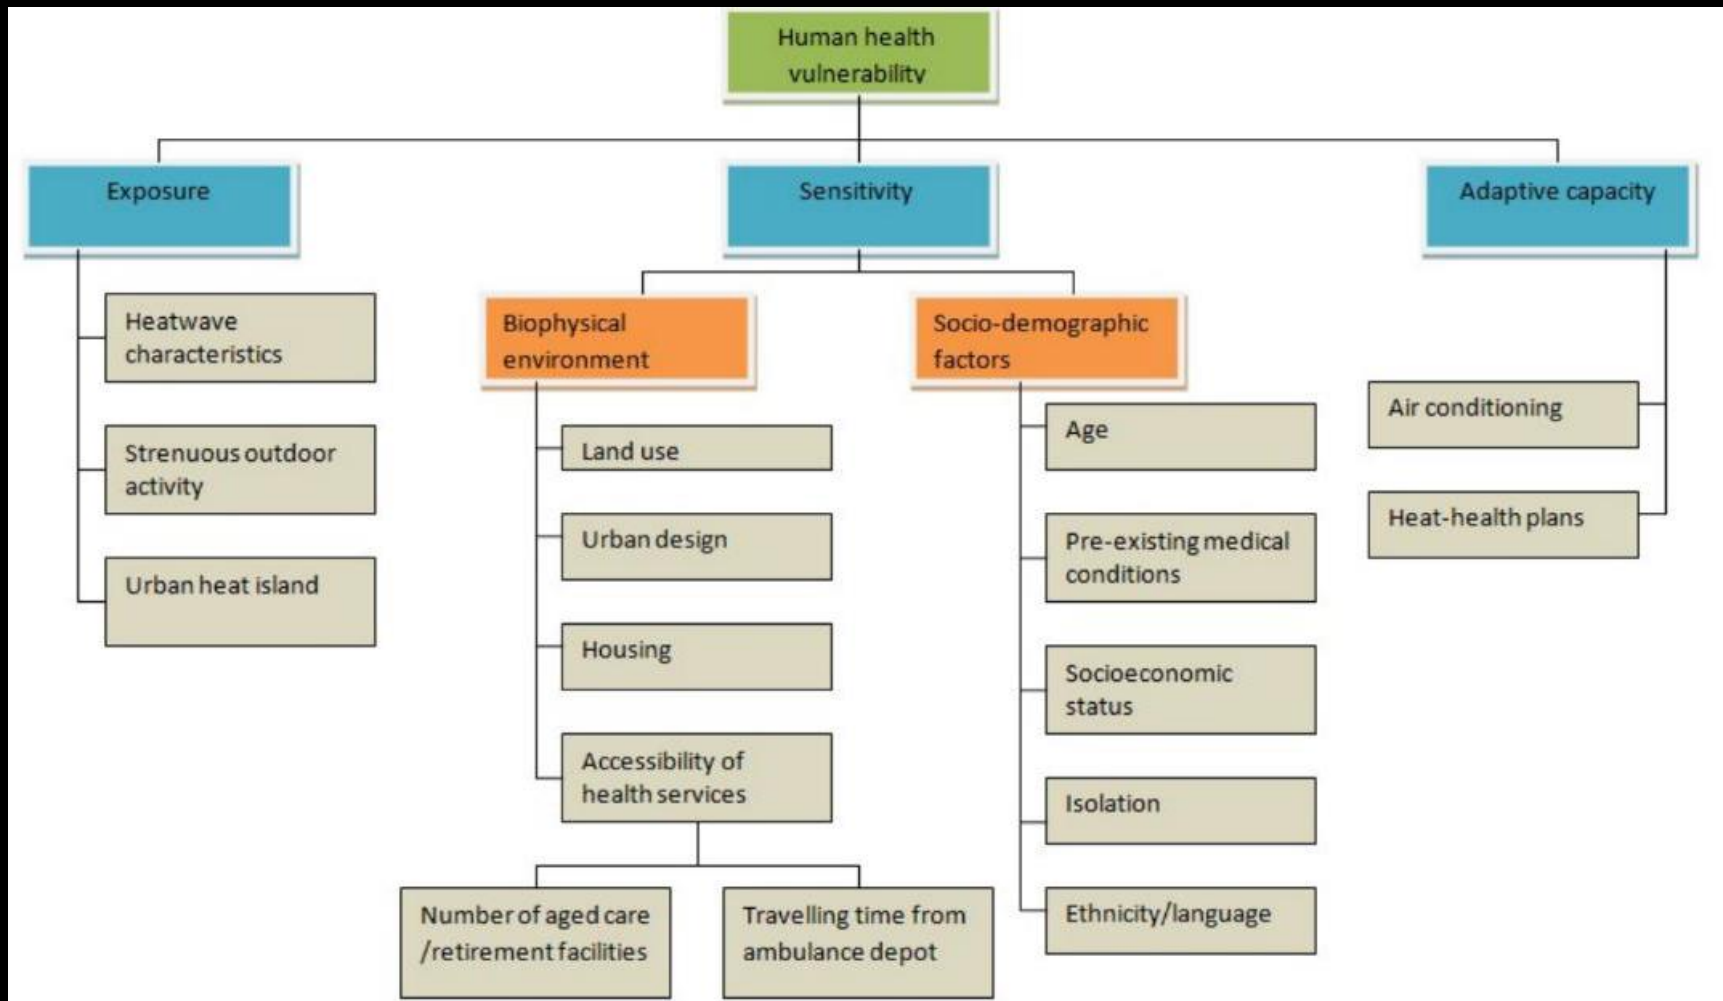 Human health
vulnerability
Exposure
Sensitivity
Adaptive capacity
Heatwave
characteristics
Strenuous outdoor
activity
Urban heat island
Biophysical
environment
Land use
Urban design
Housing
Accessibility of
health services
Number of aged care
/retirement facilities
Travelling time from
ambulance depot
Socio-demographic
factors
Age
Pre-existing medical
conditions
Socioeconomic
status
Isolation
Ethnicity/language
Air conditioning
Heat-health plans